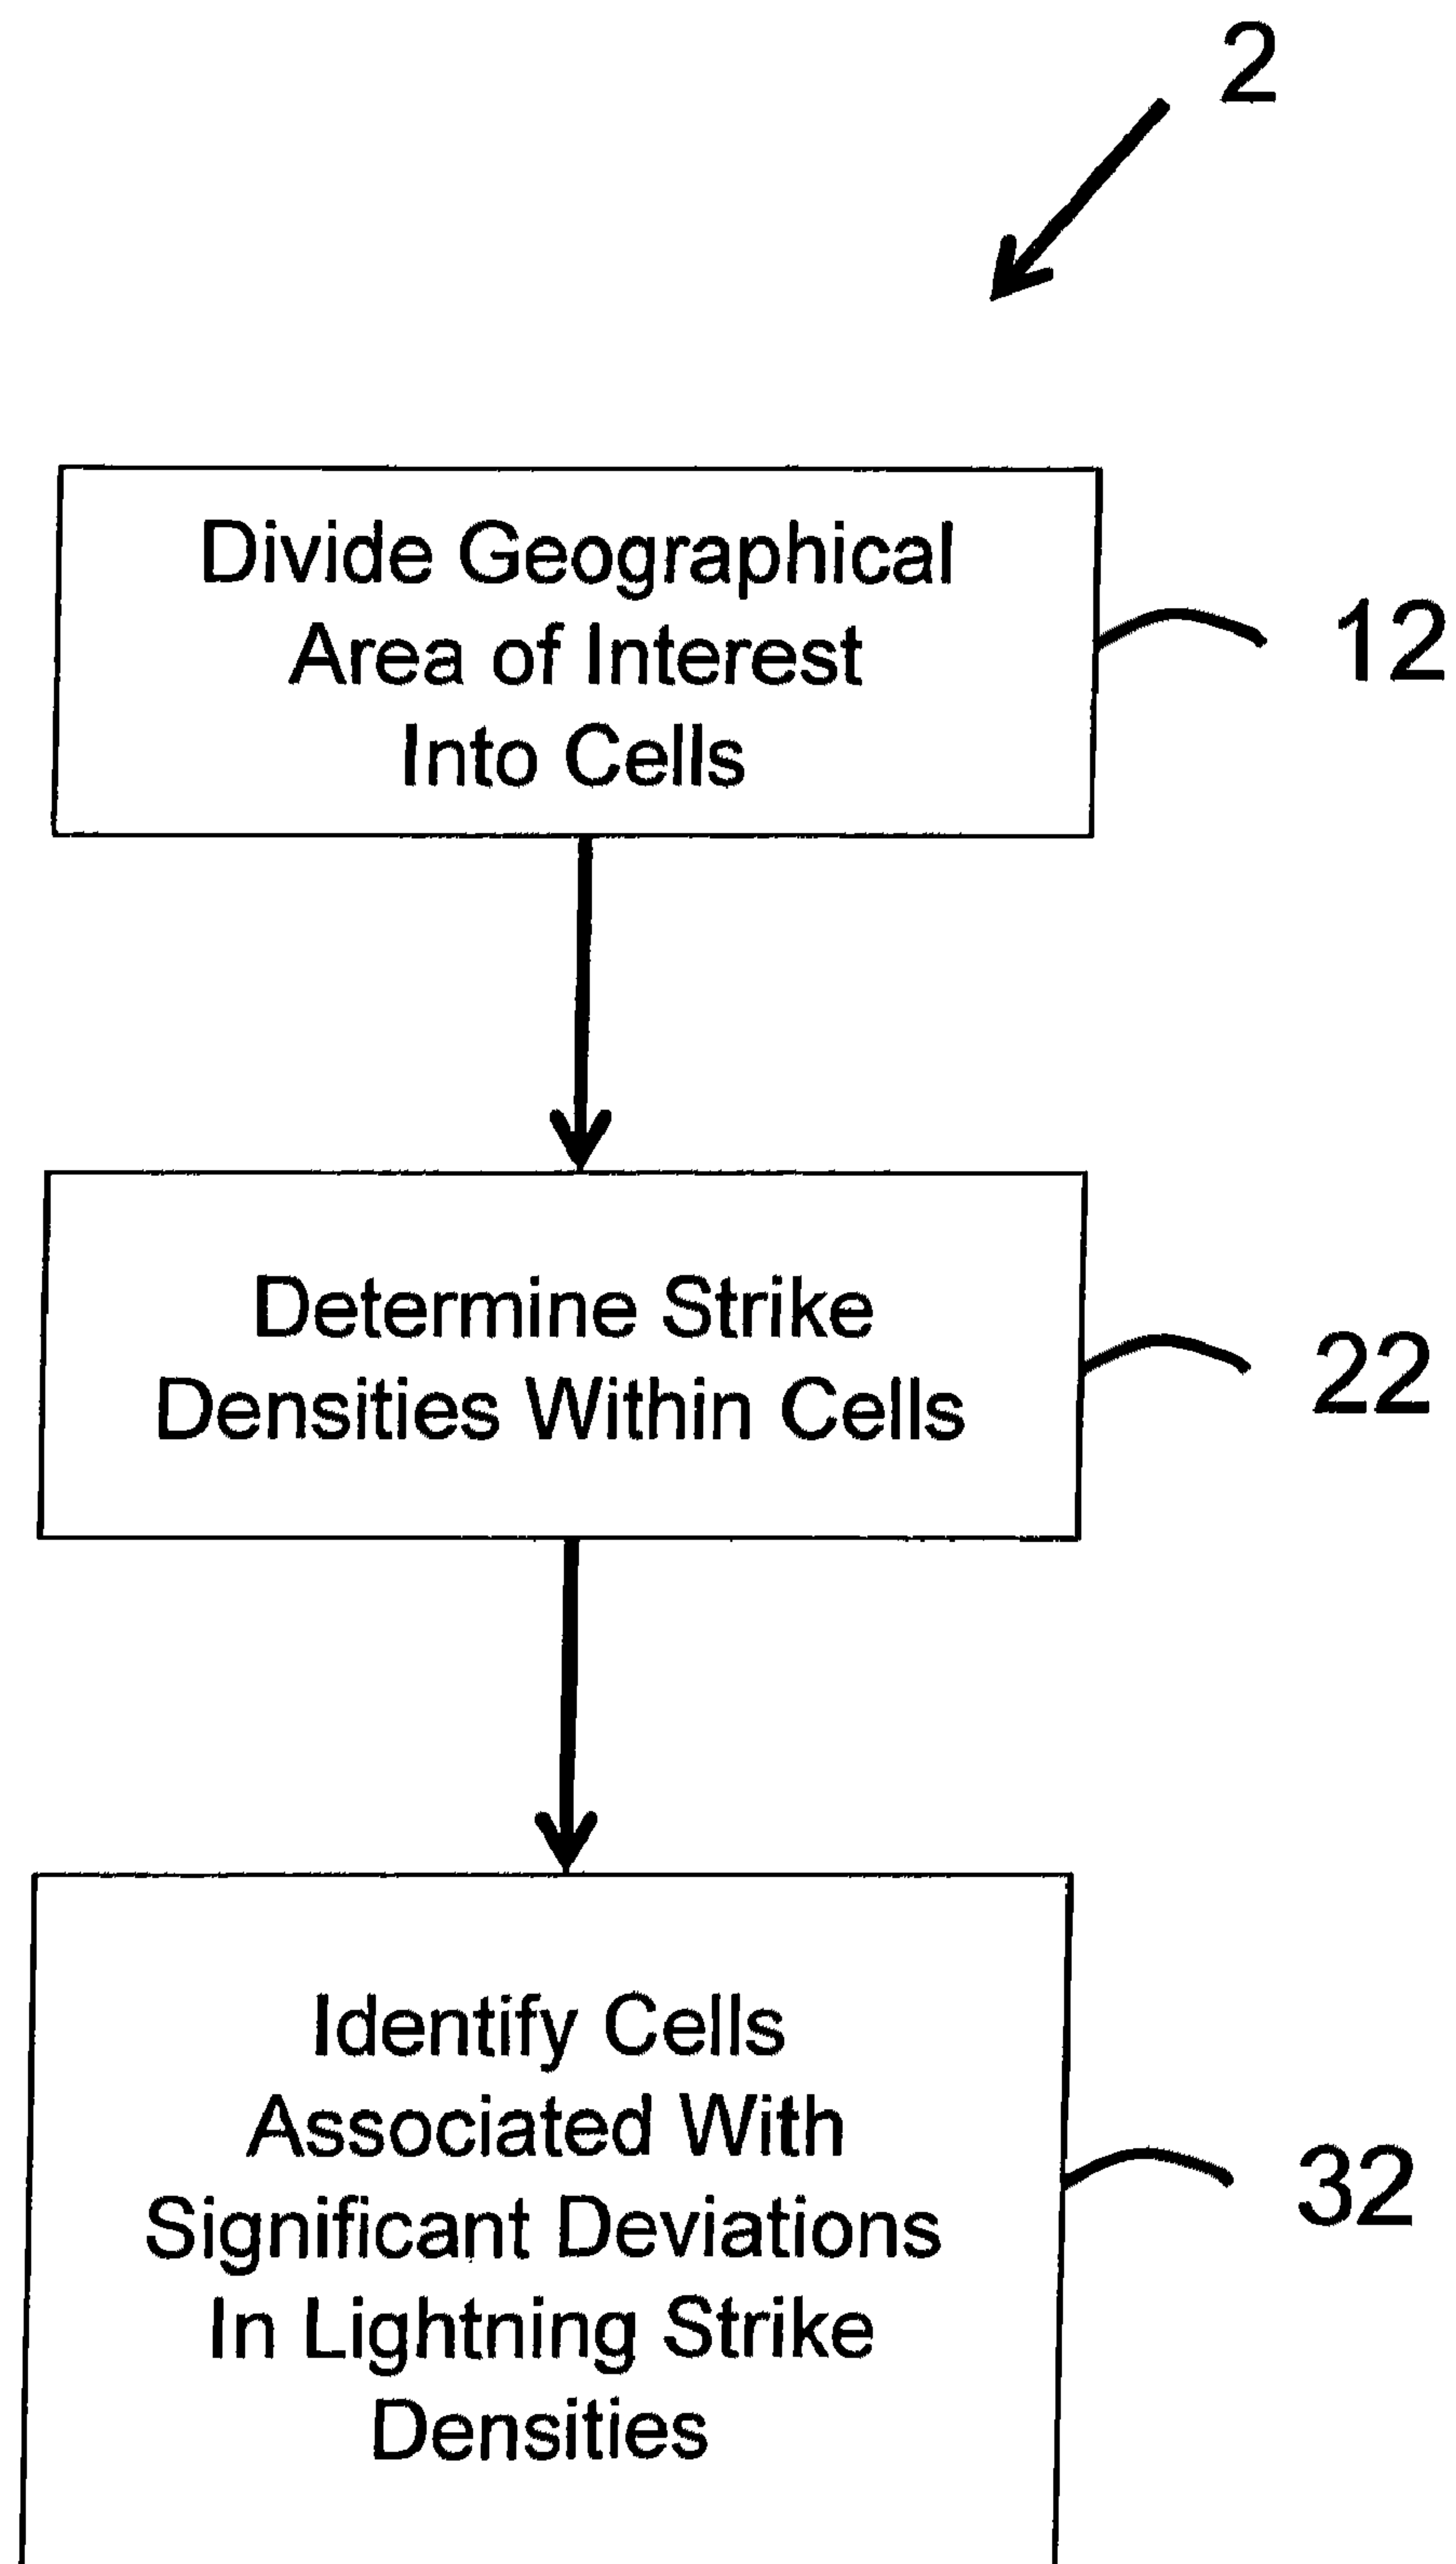 2
Divide Geographical
Area of Interest
Into Cells
12
Determine Strike
Densities Within Cells
22
Identify Cells
Associated With
Significant Deviations
In Lightning Strike
Densities
32